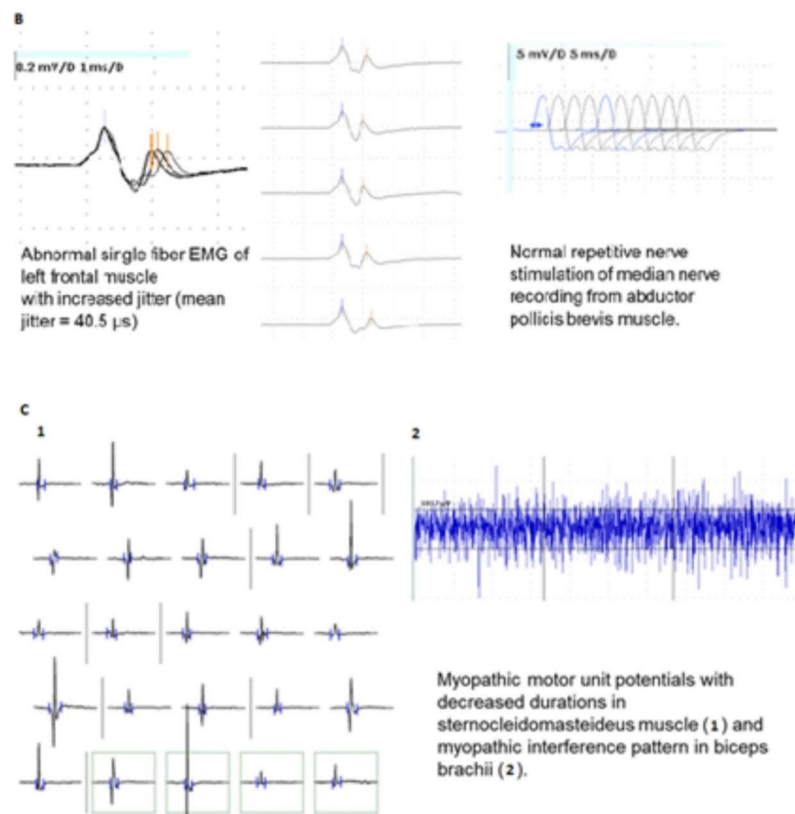 B
0.2 mV/D 1 ms/D
5 mV/D 5 ms/D
Abnormal single fiber EMG of
left frontal muscle
with increased jitter (mean
jitter = 40.5 µs)
Normal repetitive nerve
stimulation of median nerve
recording from abductor
pollicis brevis muscle.
C
1
2
Myopathic motor unit potentials with
decreased durations in
sternocleidomasteideus muscle (1) and
myopathic interference pattern in biceps
brachii (2).